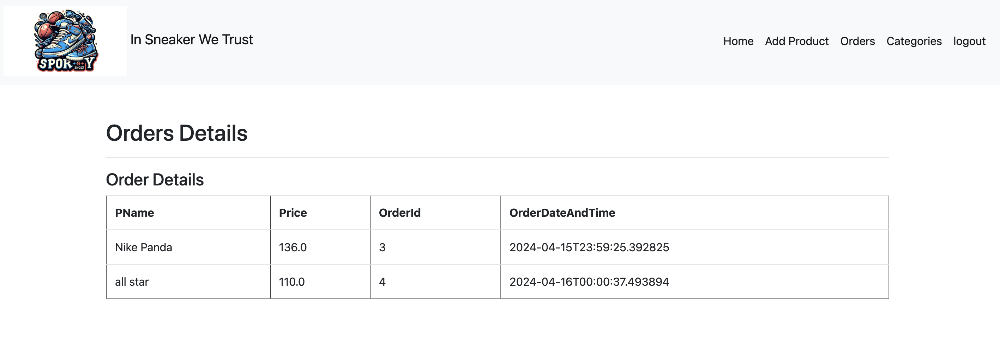 SPOR Y
SHOES
In Sneaker We Trust
Home Add Product Orders Categories logout
Orders Details
Order Details
PName Price OrderId OrderDateAndTime
Nike Panda 136.0 3 2024-04-15T23:59:25.392825
all star 110.0 4 2024-04-16T00:00:37.493894